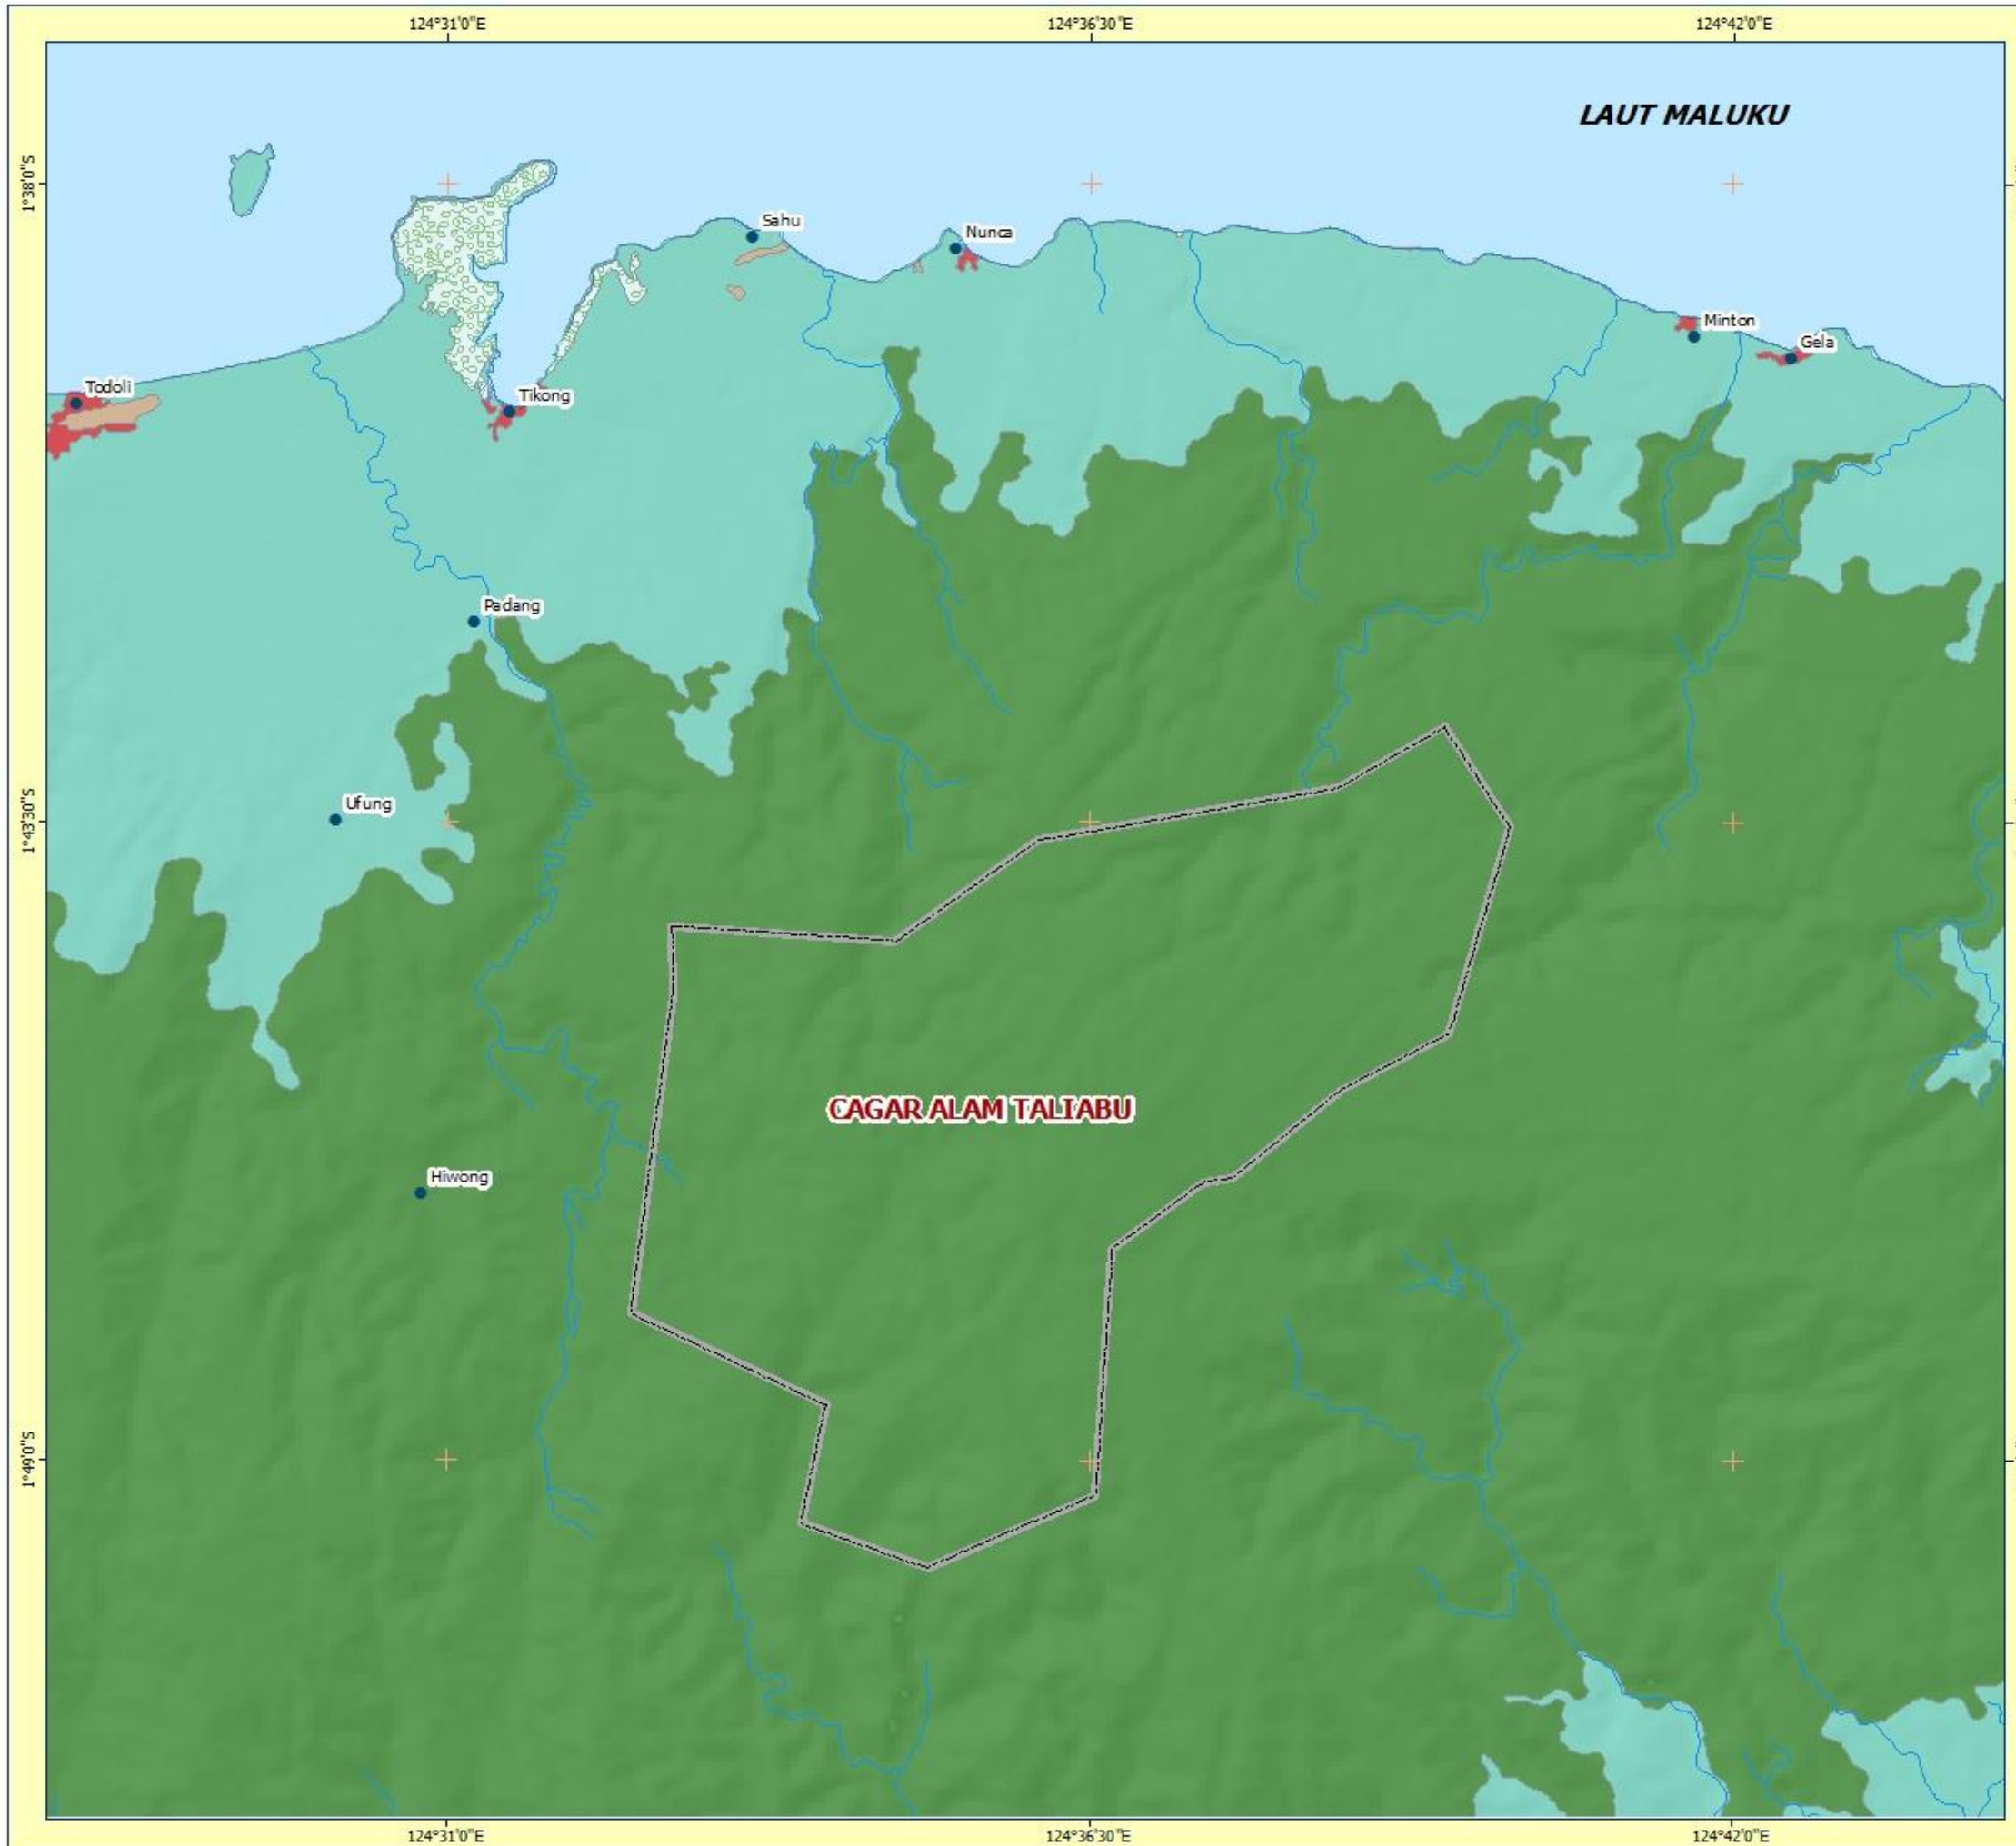 124°31'0"E
124°36'30"E
124°42'0"E
LAUT MALUKU
1°38'0"S
Sahu
Nunca
Minton
Gela
Todoli
Tikong
Padang
1°43'30"S
Ufung
CAGAR ALAM TALIABU
Hiwong
1°49'0"S
124°31'0"E
124°36'30"E
124°42'0"E